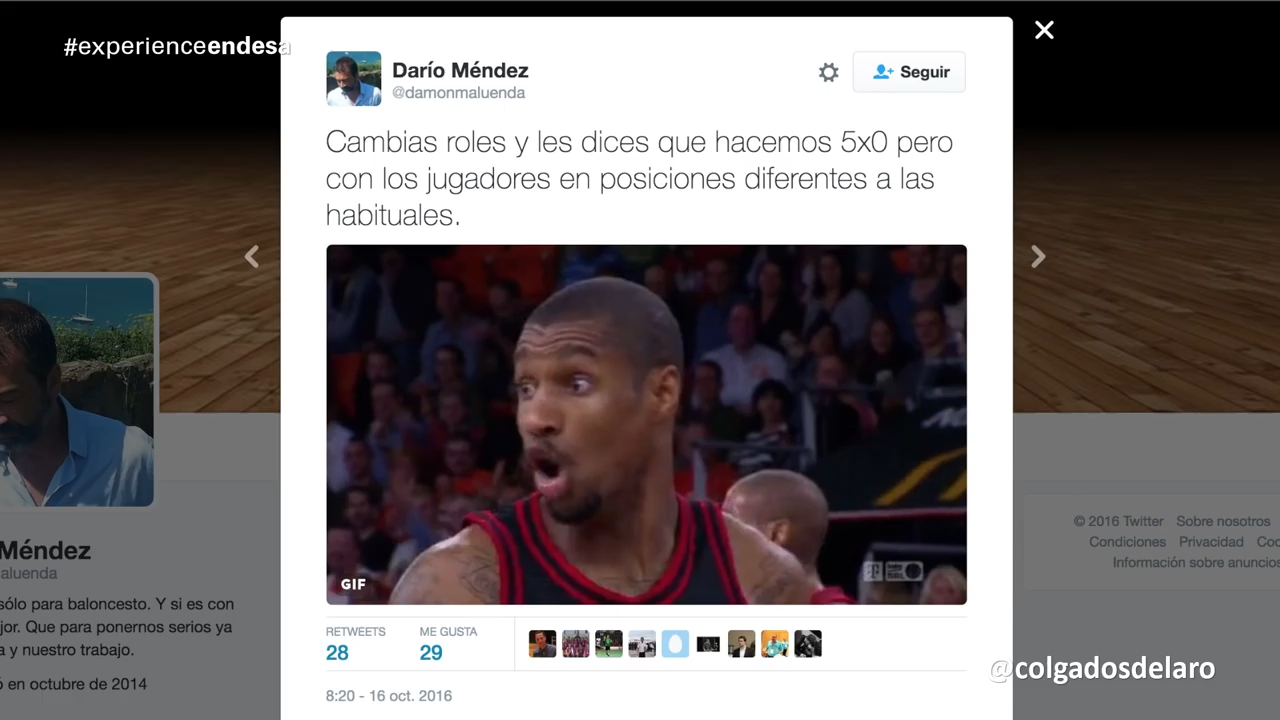 #experienceendesa
Darío Méndez
@damonmaluenda
Seguir
Cambias roles y les dices que hacemos 5x0 pero
con los jugadores en posiciones diferentes a las
habituales.
GIF
RETWEETS
28
ME GUSTA
29
8:20 - 16 oct. 2016
Méndez
aluenda
sólo para baloncesto. Y si es con
jor. Que para ponernos serios ya
a y nuestro trabajo.
ó en octubre de 2014
© 2016 Twitter Sobre nosotros
Condiciones Privacidad Coo
Información sobre anuncios
@colgadosdelaro